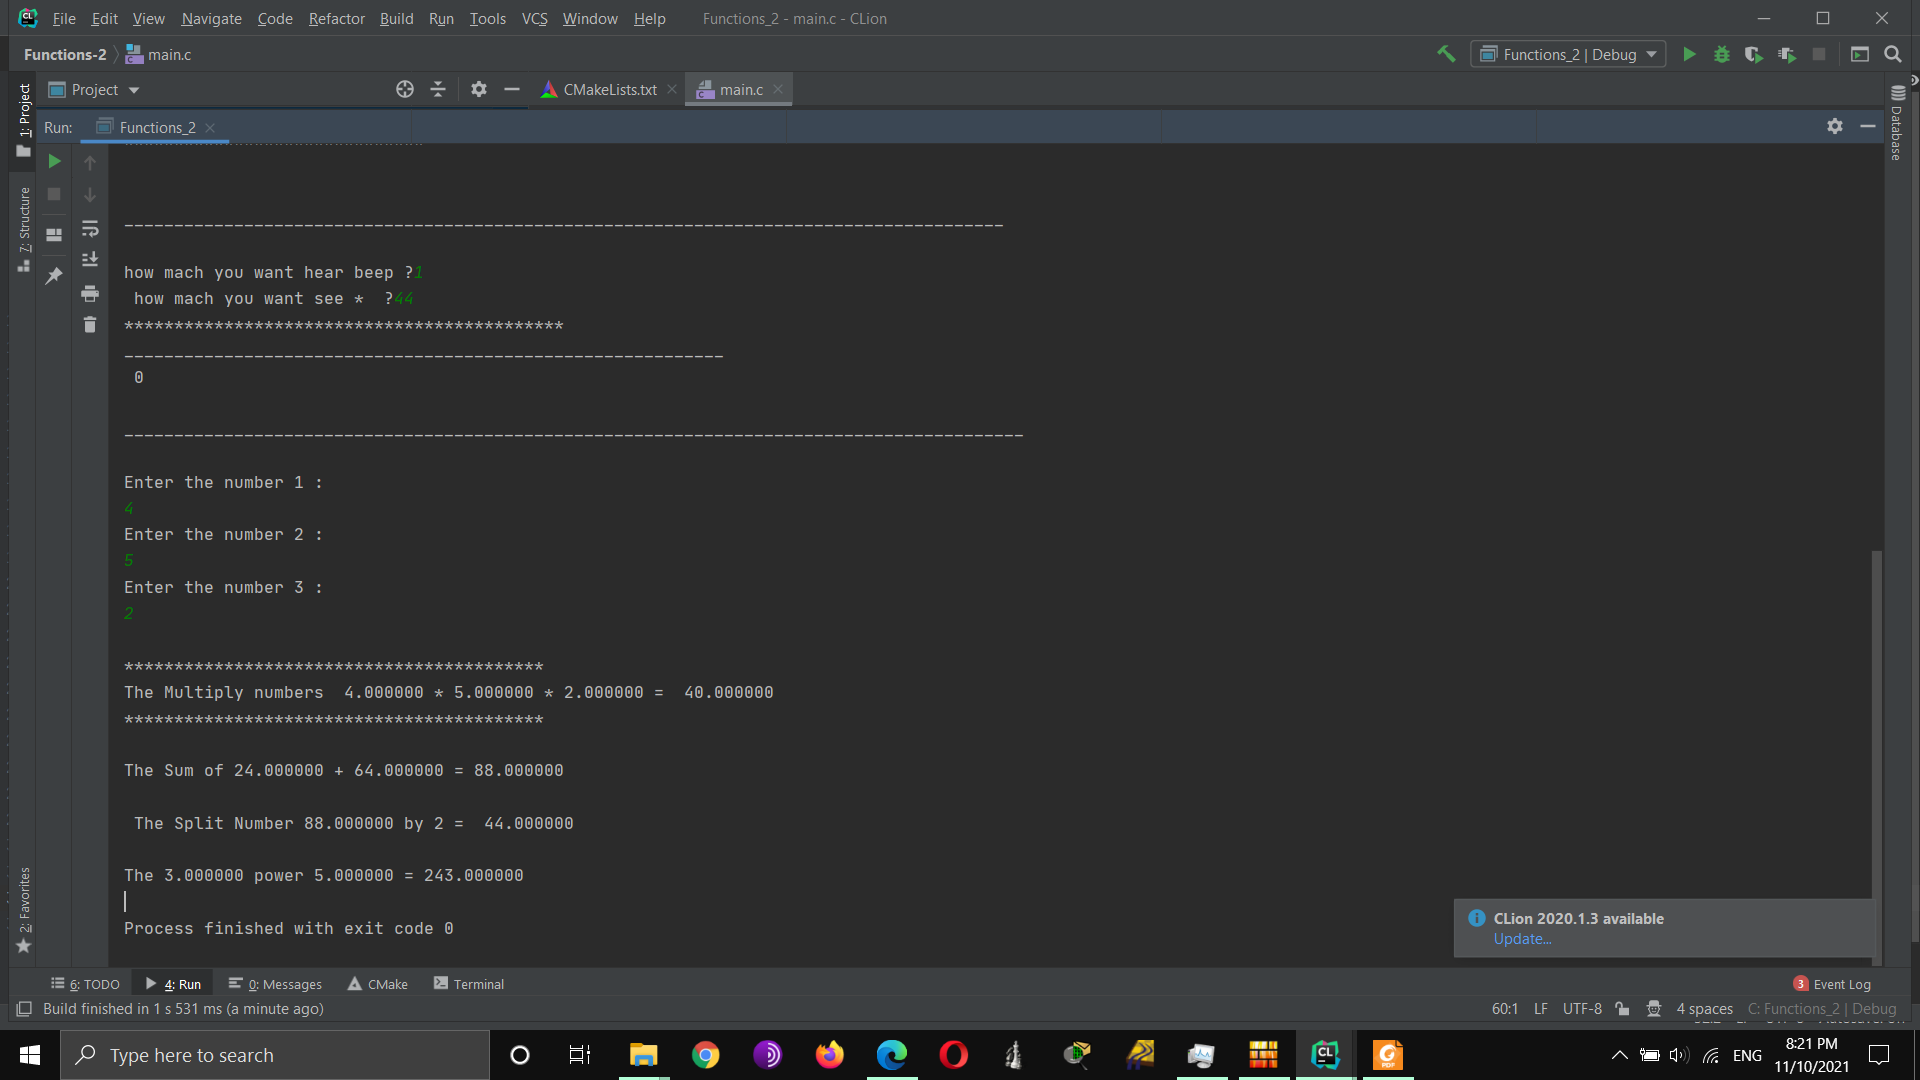 File Edit View Navigate Code Refactor Build Run Tools VCS Window Help Functions_2 - main.c - CLion
Functions-2 main.c Functions_2 | Debug
1: Project
Project CMakeLists.txt main.c
Database
Run: Functions_2
7: Structure
----------------------------------------------------------------------------------------
how mach you want hear beep ?1
how mach you want see *  ?44
********************************************
------------------------------------------------------------
0
------------------------------------------------------------------------------------------
Enter the number 1 :
4
Enter the number 2 :
5
Enter the number 3 :
2
******************************************
The Multiply numbers  4.000000 * 5.000000 * 2.000000 =  40.000000
******************************************
The Sum of 24.000000 + 64.000000 = 88.000000
The Split Number 88.000000 by 2 =  44.000000
The 3.000000 power 5.000000 = 243.000000
Process finished with exit code 0
2: Favorites
CLion 2020.1.3 available
Update...
6: TODO 4: Run 0: Messages CMake Terminal 3 Event Log
Build finished in 1 s 531 ms (a minute ago) 60:1 LF UTF-8 4 spaces C: Functions_2 | Debug
Type here to search ENG 8:21 PM
11/10/2021